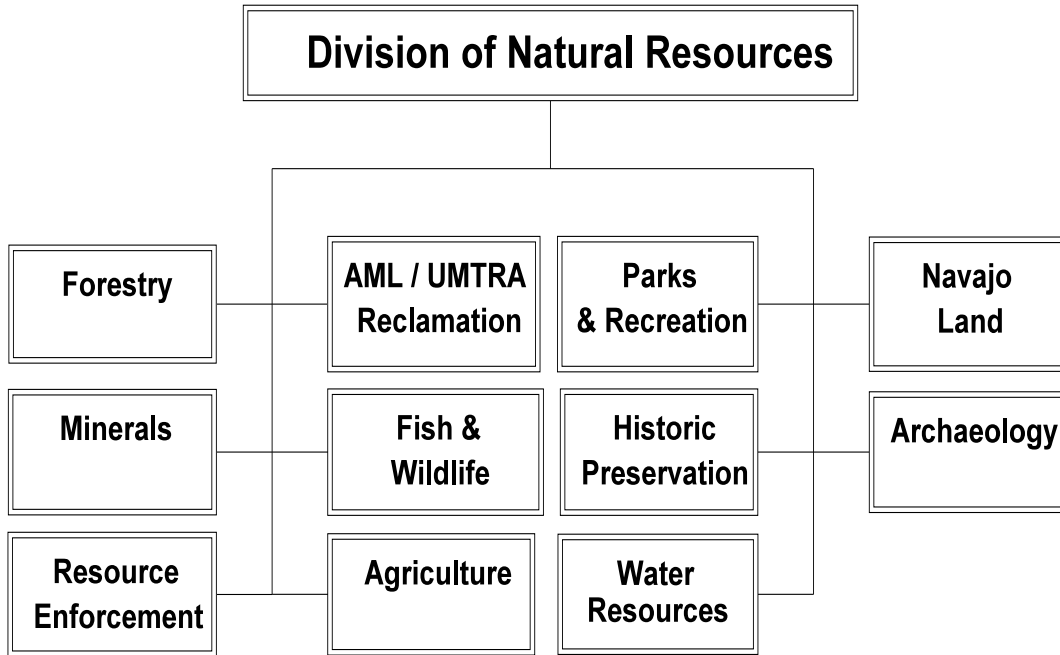 Division of Natural Resources
Forestry
AML / UMTRA
Reclamation
Parks
& Recreation
Navajo
Land
Minerals
Fish &
Wildlife
Historic
Preservation
Archaeology
Resource
Enforcement
Agriculture
Water
Resources